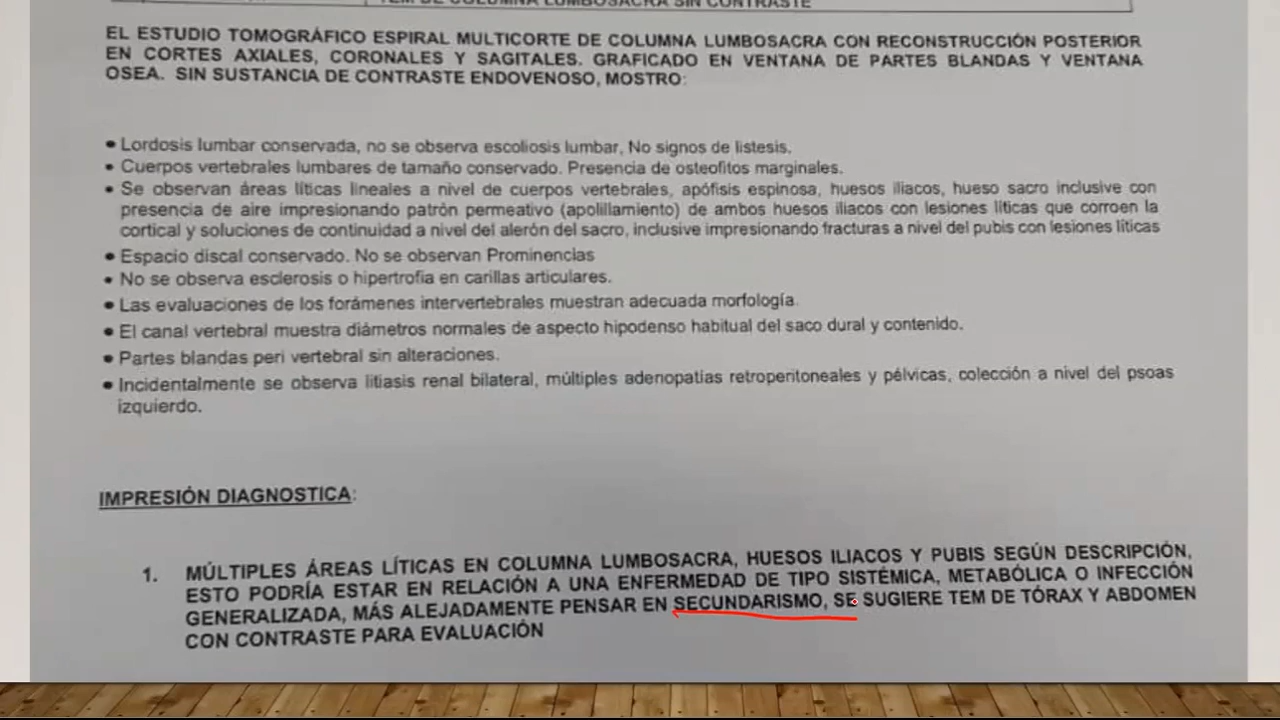 TEM DE COLUMNA LUMBOSACRA SIN CONTRASTE
EL ESTUDIO TOMOGRÁFICO ESPIRAL MULTICORTE DE COLUMNA LUMBOSACRA CON RECONSTRUCCIÓN POSTERIOR
EN CORTES AXIALES, CORONALES Y SAGITALES. GRAFICADO EN VENTANA DE PARTES BLANDAS Y VENTANA
OSEA. SIN SUSTANCIA DE CONTRASTE ENDOVENOSO, MOSTRO:
• Lordosis lumbar conservada, no se observa escoliosis lumbar, No signos de listesis.
• Cuerpos vertebrales lumbares de tamaño conservado. Presencia de osteofitos marginales.
• Se observan áreas líticas lineales a nivel de cuerpos vertebrales, apófisis espinosa, huesos iliacos, hueso sacro inclusive con
presencia de aire impresionando patrón permeativo (apolillamiento) de ambos huesos iliacos con lesiones líticas que corroen la
cortical y soluciones de continuidad a nivel del alerón del sacro, inclusive impresionando fracturas a nivel del pubis con lesiones líticas
• Espacio discal conservado. No se observan Prominencias
• No se observa esclerosis o hipertrofia en carillas articulares.
• Las evaluaciones de los forámenes intervertebrales muestran adecuada morfología.
• El canal vertebral muestra diámetros normales de aspecto hipodenso habitual del saco dural y contenido.
• Partes blandas peri vertebral sin alteraciones.
• Incidentalmente se observa litiasis renal bilateral, múltiples adenopatías retroperitoneales y pélvicas, colección a nivel del psoas
izquierdo.
IMPRESIÓN DIAGNOSTICA:
1. MÚLTIPLES ÁREAS LÍTICAS EN COLUMNA LUMBOSACRA, HUESOS ILIACOS Y PUBIS SEGÚN DESCRIPCIÓN,
ESTO PODRÍA ESTAR EN RELACIÓN A UNA ENFERMEDAD DE TIPO SISTÉMICA, METABÓLICA O INFECCIÓN
GENERALIZADA, MÁS ALEJADAMENTE PENSAR EN SECUNDARISMO, SE SUGIERE TEM DE TÓRAX Y ABDOMEN
CON CONTRASTE PARA EVALUACIÓN